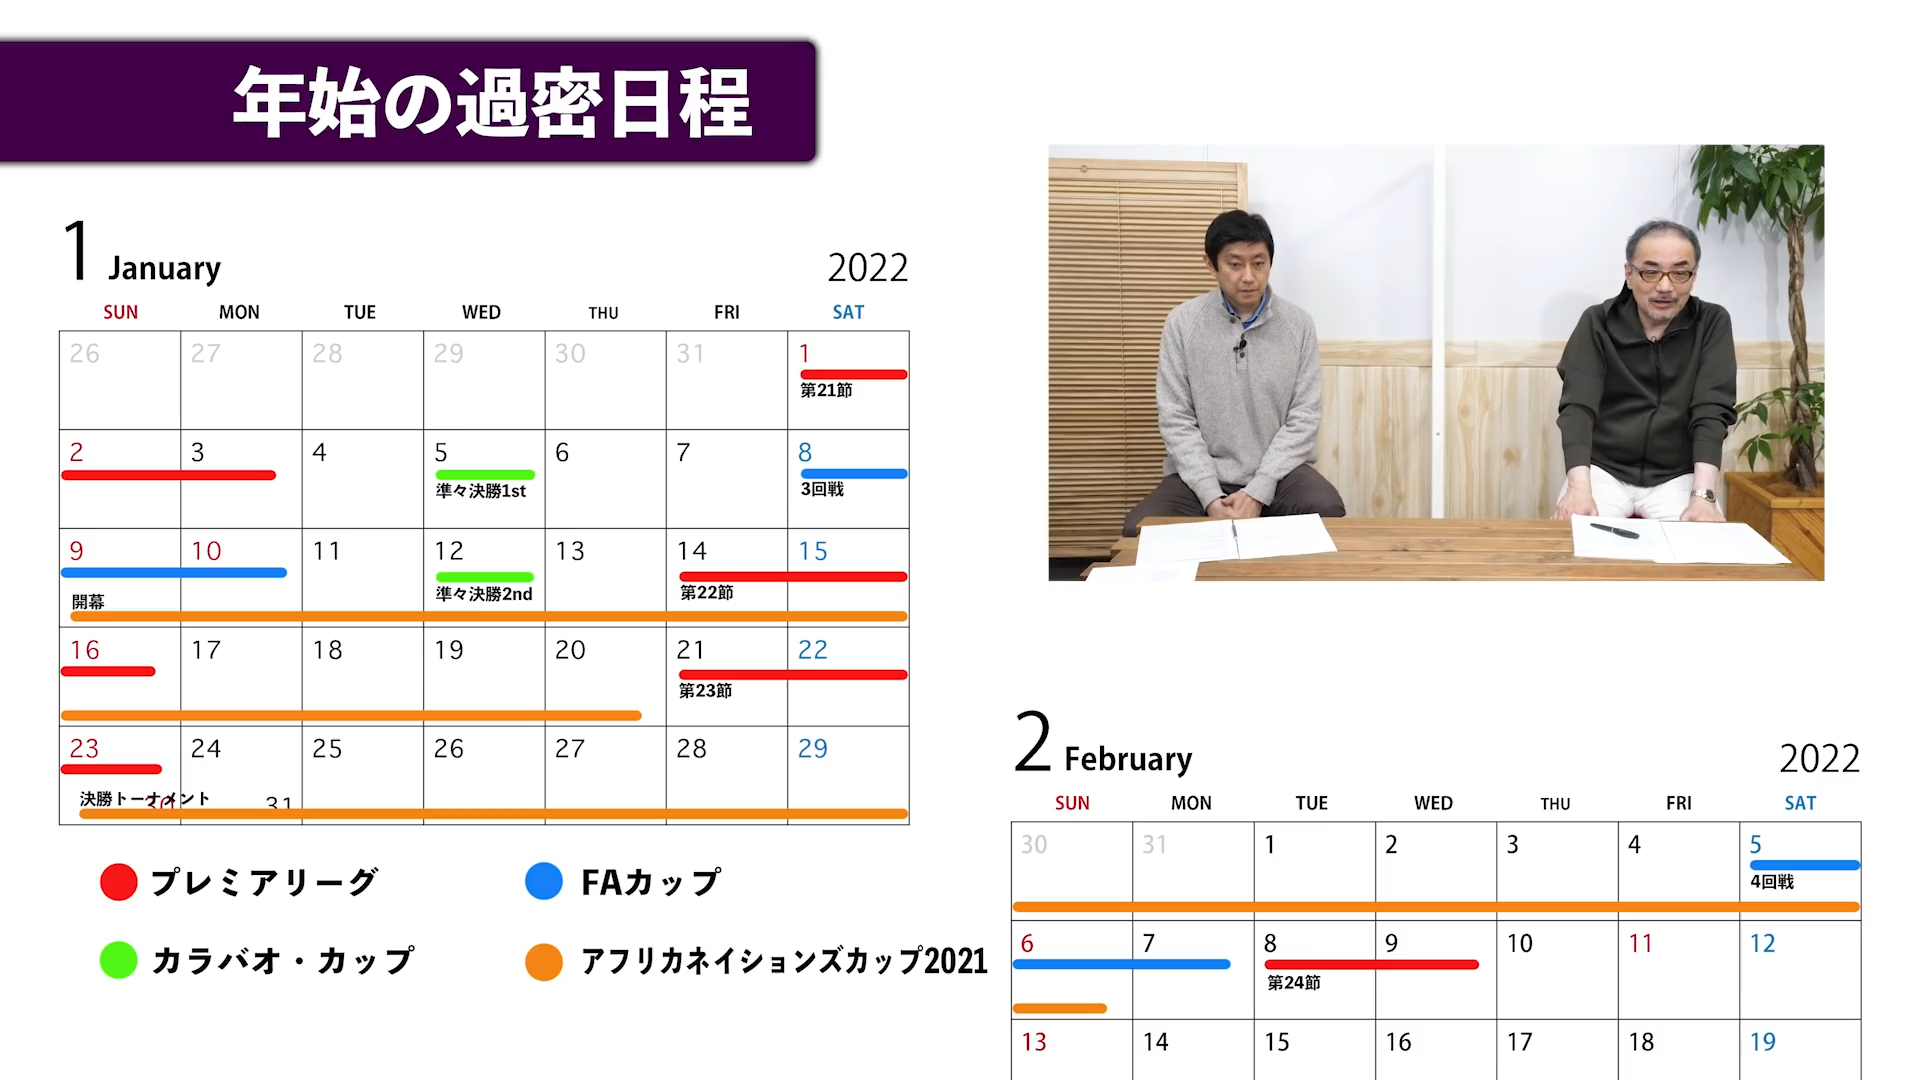 年始の過密日程
1 January 2022
SUN MON TUE WED THU FRI SAT
26 27 28 29 30 31 1
第21節
2 3 4 5 6 7 8
準々決勝1st 3回戦
9 10 11 12 13 14 15
開幕 準々決勝2nd 第22節
16 17 18 19 20 21 22
第23節
23 24 25 26 27 28 29
決勝トーナメント
30 31
プレミアリーグ FAカップ
カラバオ・カップ アフリカネイションズカップ2021
2 February 2022
SUN MON TUE WED THU FRI SAT
30 31 1 2 3 4 5
4回戦
6 7 8 9 10 11 12
第24節
13 14 15 16 17 18 19